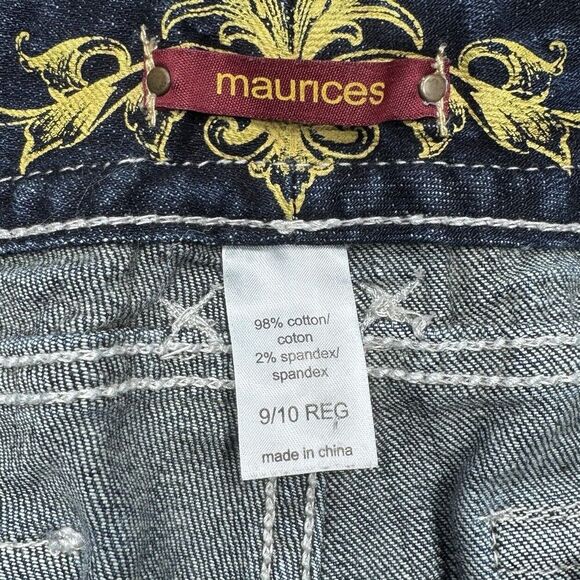 maurices
98% cotton/
coton
2% spandex/
spandex
9/10 REG
made in china